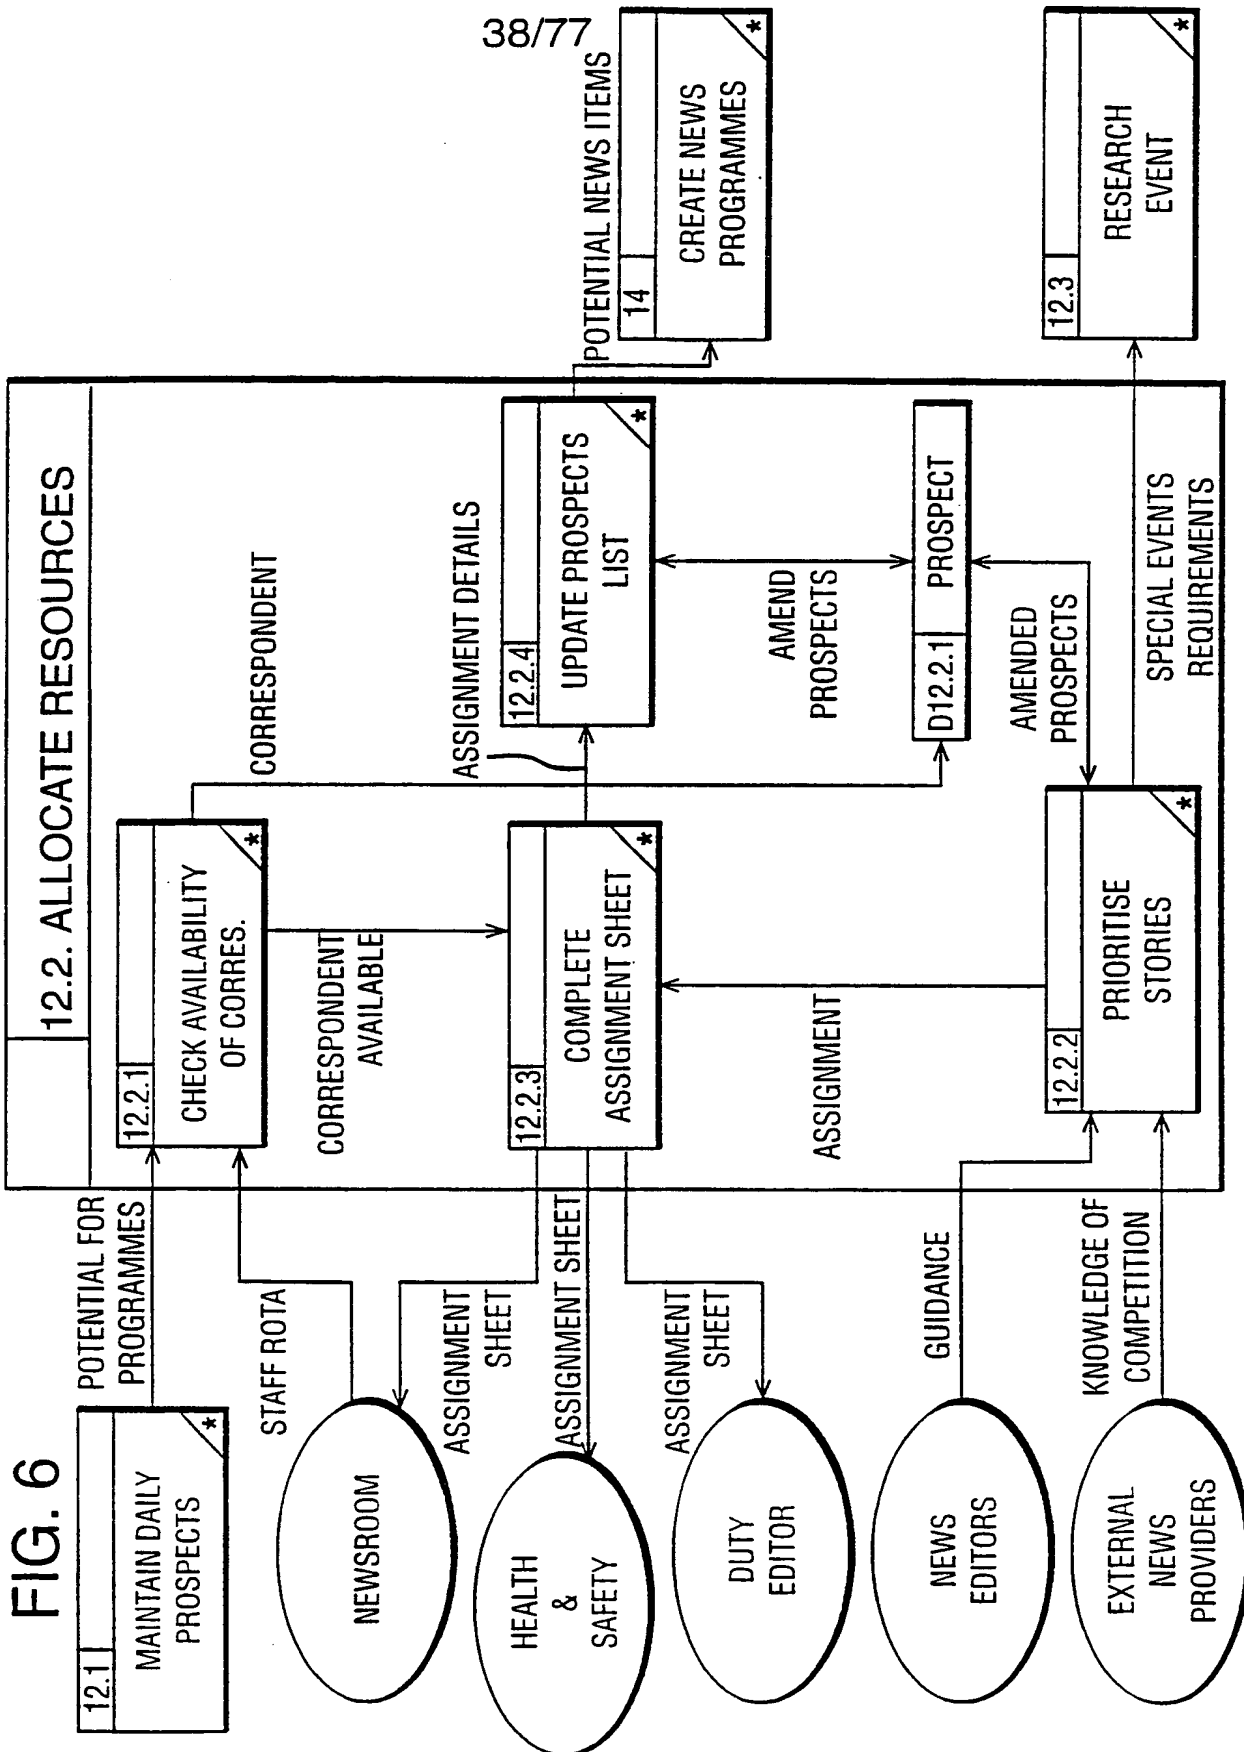 38/77
FIG. 6
12.1
MAINTAIN DAILY
PROSPECTS
*
POTENTIAL FOR
PROGRAMMES
12.2. ALLOCATE RESOURCES
12.2.1
CHECK AVAILABILITY
OF CORRES.
*
CORRESPONDENT
NEWSROOM
STAFF ROTA
CORRESPONDENT
AVAILABLE
ASSIGNMENT
SHEET
HEALTH
&
SAFETY
ASSIGNMENT SHEET
12.2.3
COMPLETE
ASSIGNMENT SHEET
*
ASSIGNMENT DETAILS
12.2.4
UPDATE PROSPECTS
LIST
*
POTENTIAL NEWS ITEMS
14
CREATE NEWS
PROGRAMMES
*
DUTY
EDITOR
ASSIGNMENT
SHEET
ASSIGNMENT
AMEND
PROSPECTS
D12.2.1
PROSPECT
NEWS
EDITORS
GUIDANCE
AMENDED
PROSPECTS
EXTERNAL
NEWS
PROVIDERS
KNOWLEDGE OF
COMPETITION
12.2.2
PRIORITISE
STORIES
*
SPECIAL EVENTS
REQUIREMENTS
12.3
RESEARCH
EVENT
*